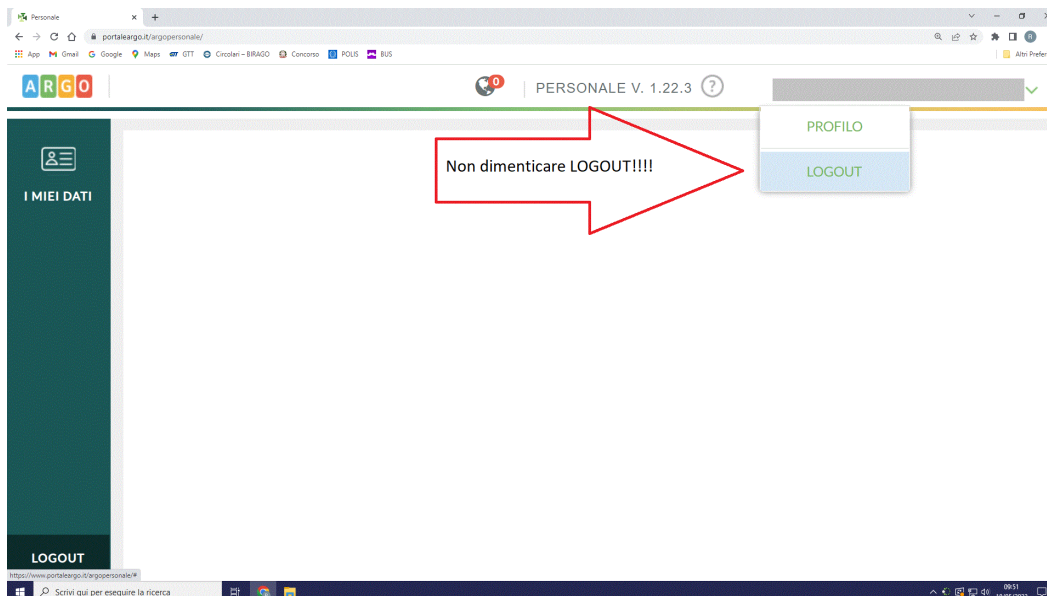 Personale
portaleargo.it/argopersonale/
App Gmail Google Maps GTT Circolari – BIRAGO Concorso POLIS BUS Altri Prefer
ARGO
0
PERSONALE V. 1.22.3 ?
PROFILO
Non dimenticare LOGOUT!!!!
LOGOUT
I MIEI DATI
LOGOUT
https://www.portaleargo.it/argopersonale/#
Scrivi qui per eseguire la ricerca
09:51